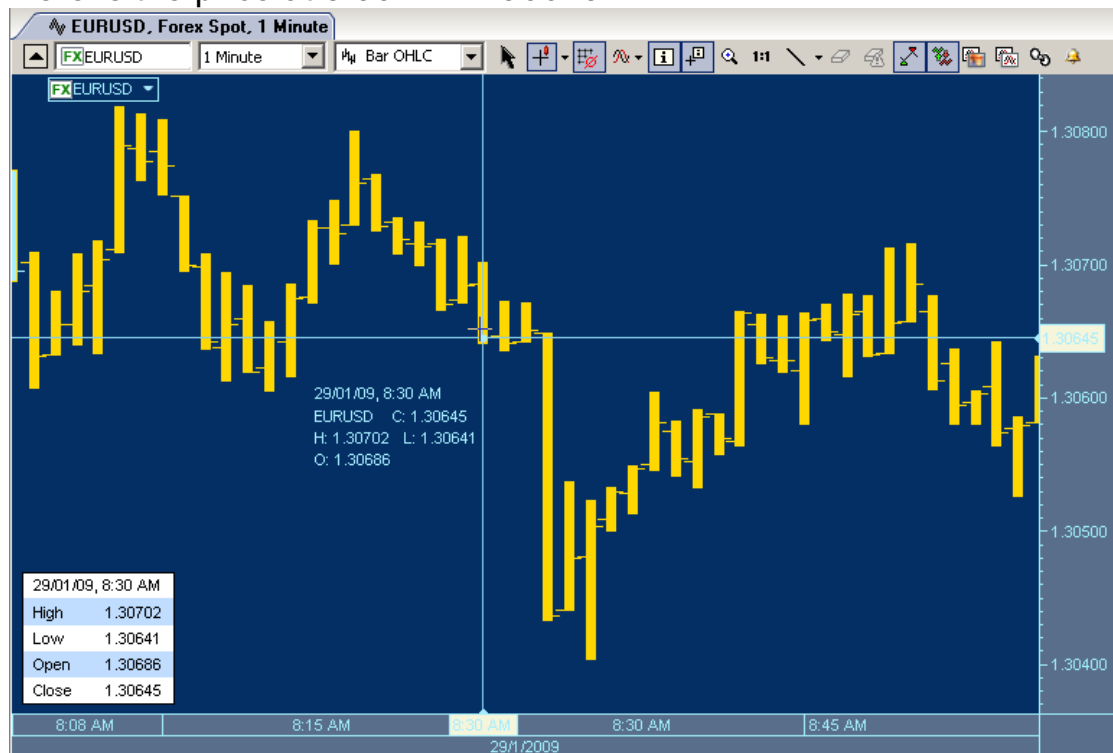 EURUSD, Forex Spot, 1 Minute
FX EURUSD 1 Minute Bar OHLC 1:1
FX EURUSD
1.30800
1.30700
1.30645
1.30600
1.30500
1.30400
29/01/09, 8:30 AM
EURUSD C: 1.30645
H: 1.30702 L: 1.30641
O: 1.30686
29/01/09, 8:30 AM
High 1.30702
Low 1.30641
Open 1.30686
Close 1.30645
8:08 AM 8:15 AM 8:30 AM 8:30 AM 8:45 AM
29/1/2009